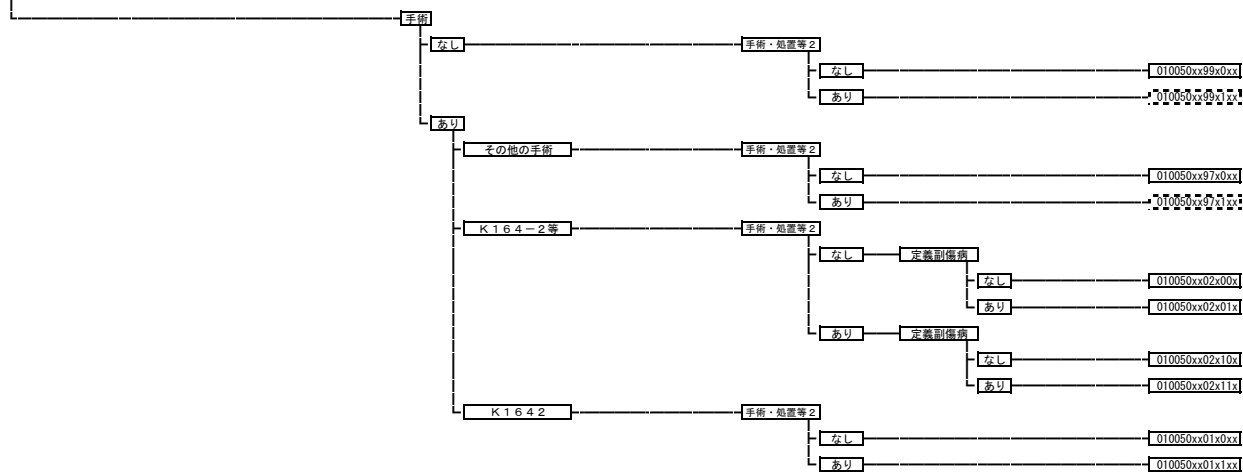 手術
なし 手術・処置等2
なし 010050xx99x0xx
あり 010050xx99x1xx
あり
その他の手術 手術・処置等2
なし 010050xx97x0xx
あり 010050xx97x1xx
K164-2等 手術・処置等2
なし 定義副傷病
なし 010050xx02x00x
あり 010050xx02x01x
あり 定義副傷病
なし 010050xx02x10x
あり 010050xx02x11x
K1642 手術・処置等2
なし 010050xx01x0xx
あり 010050xx01x1xx